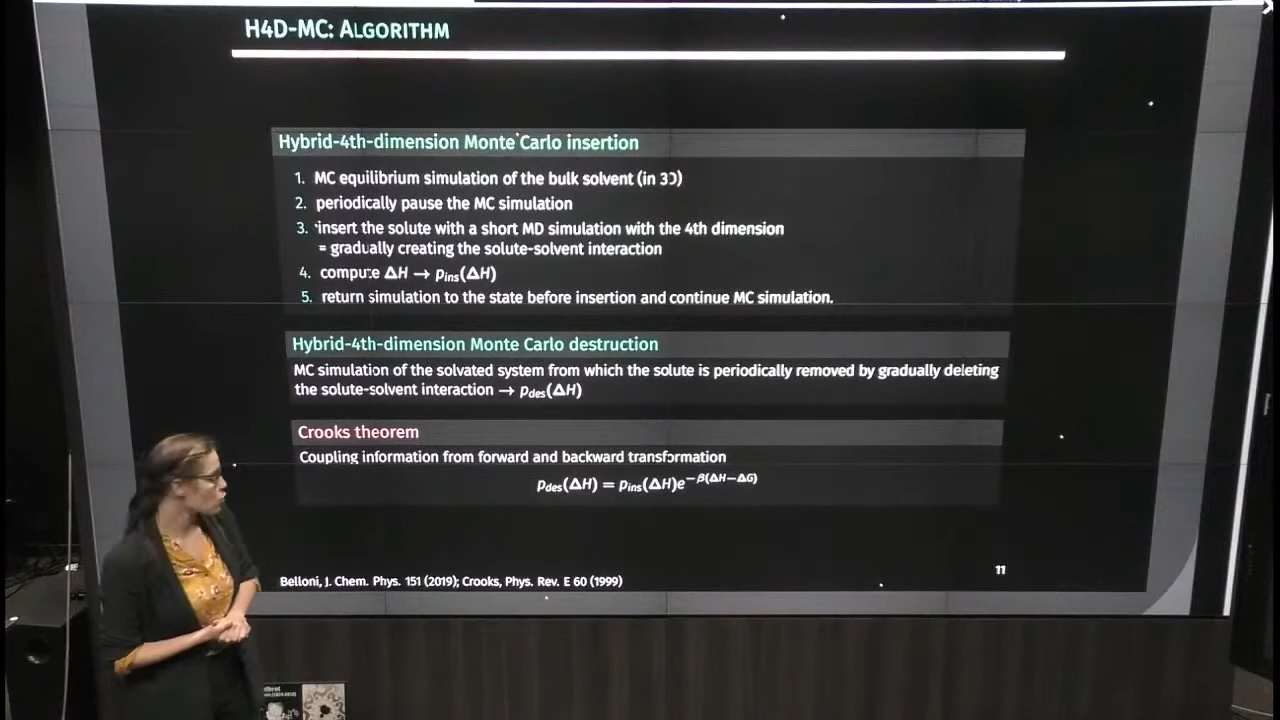 H4D-MC: ALGORITHM
Hybrid-4th-dimension Monte Carlo insertion
1. MC equilibrium simulation of the bulk solvent (in 3D)
2. periodically pause the MC simulation
3. insert the solute with a short MD simulation with the 4th dimension
= gradually creating the solute-solvent interaction
4. compute ΔH → pins(ΔH)
5. return simulation to the state before insertion and continue MC simulation.
Hybrid-4th-dimension Monte Carlo destruction
MC simulation of the solvated system from which the solute is periodically removed by gradually deleting
the solute-solvent interaction → pdes(ΔH)
Crooks theorem
Coupling information from forward and backward transformation
pdes(ΔH) = pins(ΔH)e−β(ΔH−ΔG)
11
Belloni, J. Chem. Phys. 151 (2019); Crooks, Phys. Rev. E 60 (1999)